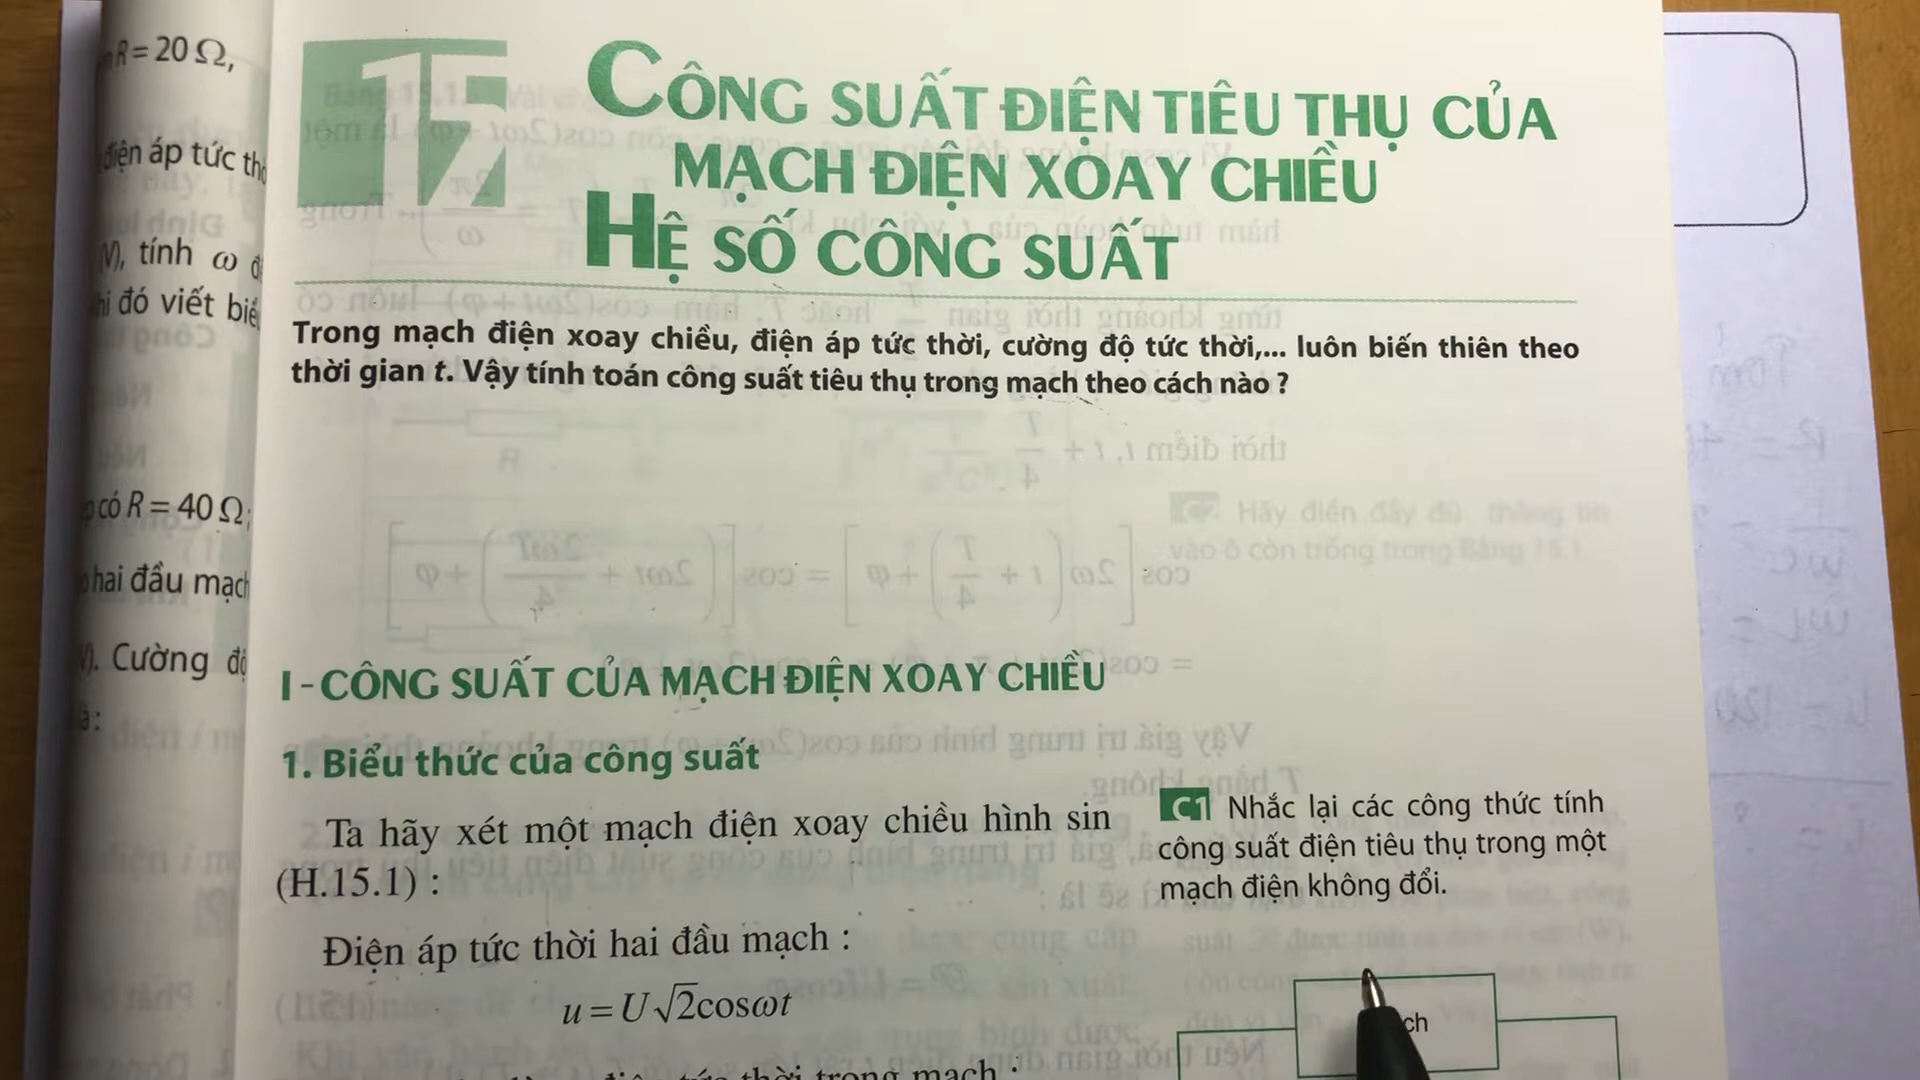 R = 20 Ω,
điện áp tức
tính ω
đó viết
có R = 40 Ω;
hai đầu mạch
Cường độ
15
CÔNG SUẤT ĐIỆN TIÊU THỤ CỦA
MẠCH ĐIỆN XOAY CHIỀU
HỆ SỐ CÔNG SUẤT
Trong mạch điện xoay chiều, điện áp tức thời, cường độ tức thời,... luôn biến thiên theo
thời gian t. Vậy tính toán công suất tiêu thụ trong mạch theo cách nào ?
I - CÔNG SUẤT CỦA MẠCH ĐIỆN XOAY CHIỀU
1. Biểu thức của công suất
Ta hãy xét một mạch điện xoay chiều hình sin
(H.15.1) :
Điện áp tức thời hai đầu mạch :
u = U√2cosωt
tức thời trong mạch :
C1 Nhắc lại các công thức tính
công suất điện tiêu thụ trong một
mạch điện không đổi.